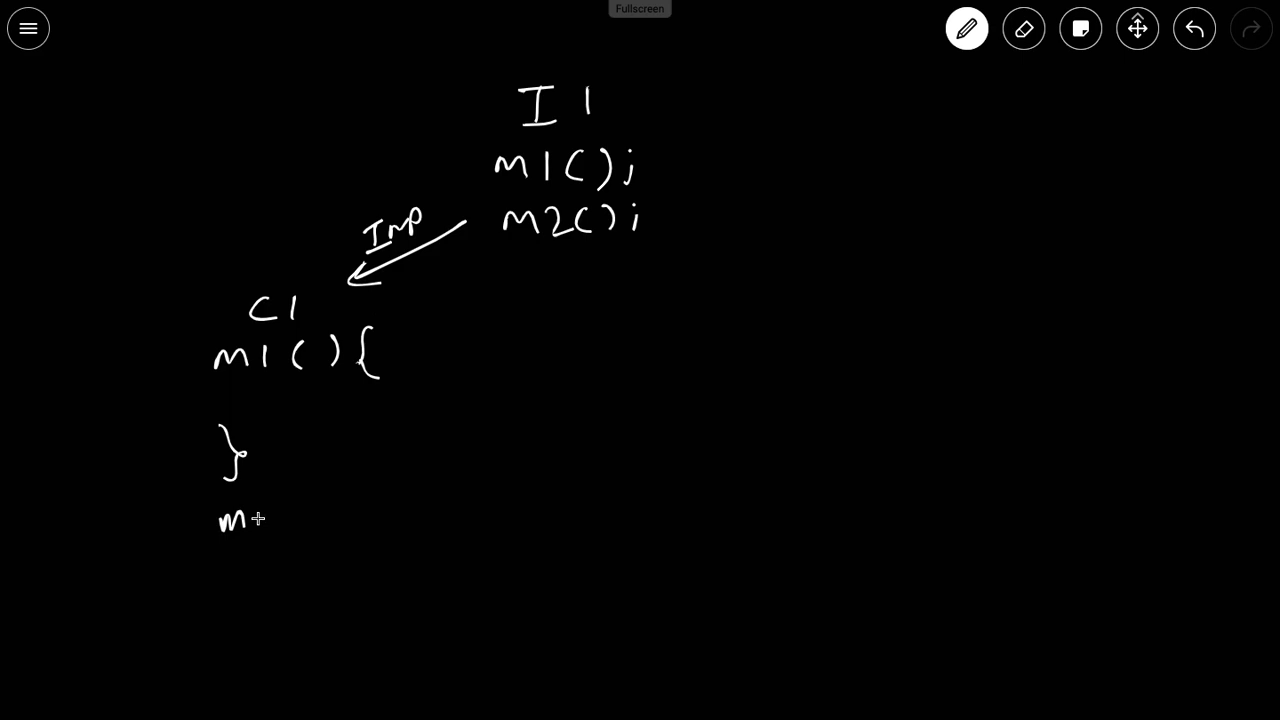 Fullscreen
I 1
m1();
m2();
Imp
C1
m1(){
}
m